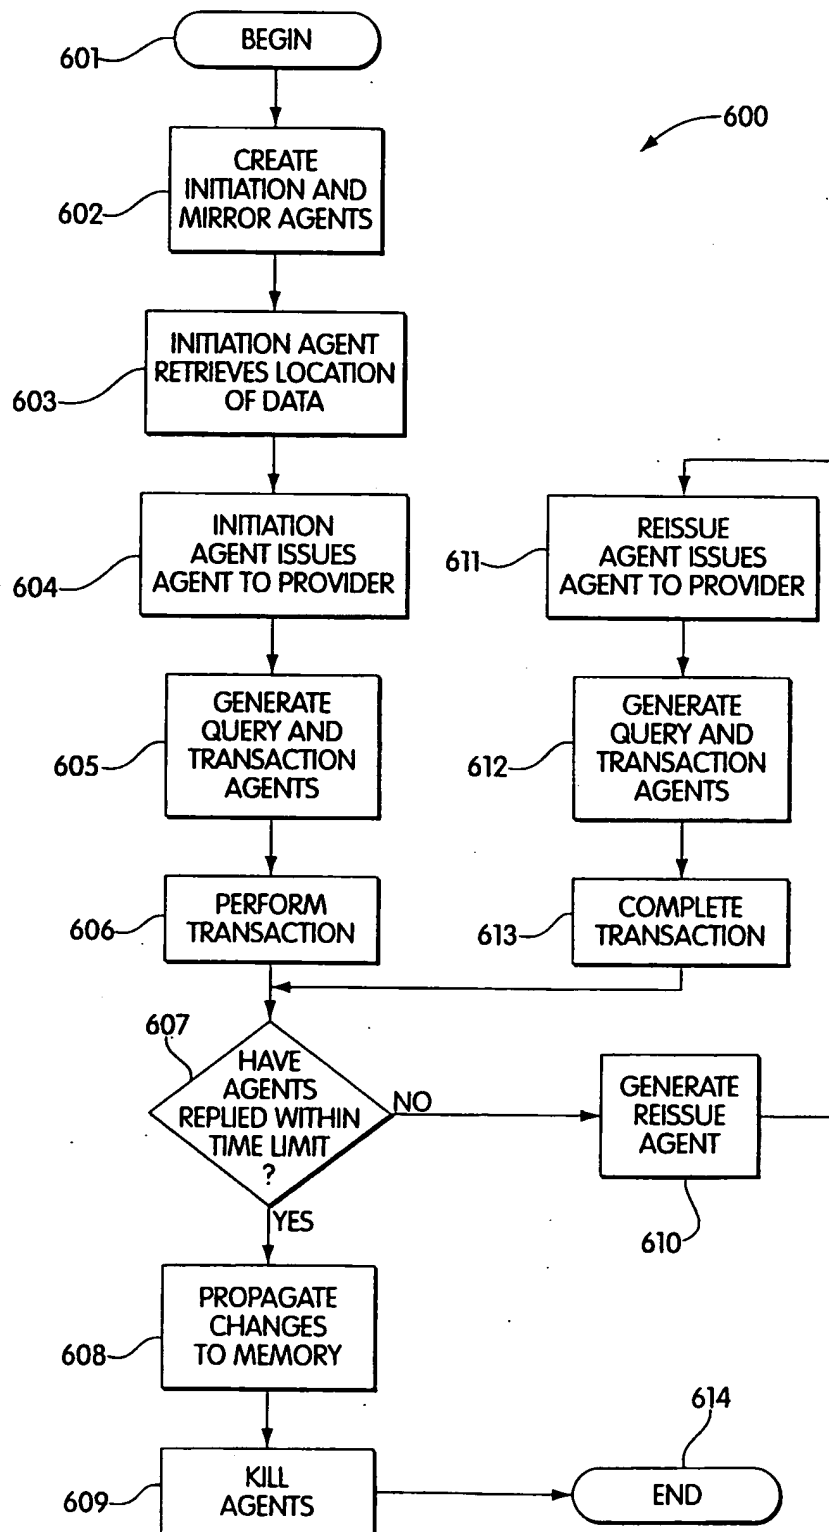 BEGIN
601
600
CREATE
INITIATION AND
MIRROR AGENTS
602
INITIATION AGENT
RETRIEVES LOCATION
OF DATA
603
INITIATION
AGENT ISSUES
AGENT TO PROVIDER
604
REISSUE
AGENT ISSUES
AGENT TO PROVIDER
611
GENERATE
QUERY AND
TRANSACTION
AGENTS
605
GENERATE
QUERY AND
TRANSACTION
AGENTS
612
PERFORM
TRANSACTION
606
COMPLETE
TRANSACTION
613
607
HAVE
AGENTS
REPLIED WITHIN
TIME LIMIT
?
NO
YES
GENERATE
REISSUE
AGENT
610
PROPAGATE
CHANGES
TO MEMORY
608
KILL
AGENTS
609
614
END